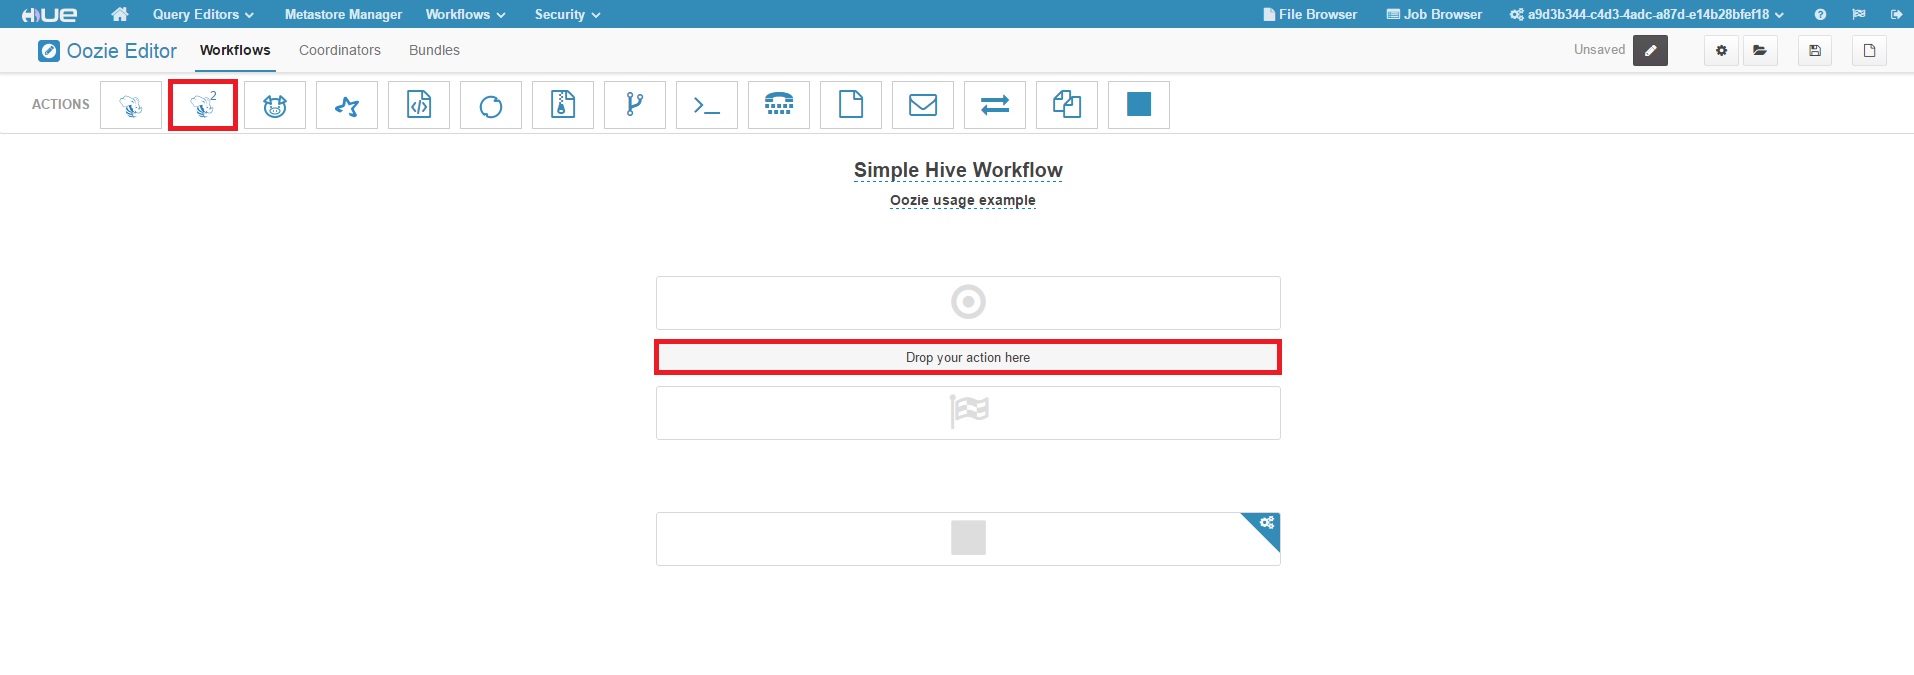 HUE Query Editors Metastore Manager Workflows Security File Browser Job Browser a9d3b344-c4d3-4adc-a87d-e14b28bfef18
Oozie Editor Workflows Coordinators Bundles Unsaved
ACTIONS 2
Simple Hive Workflow
Oozie usage example
Drop your action here